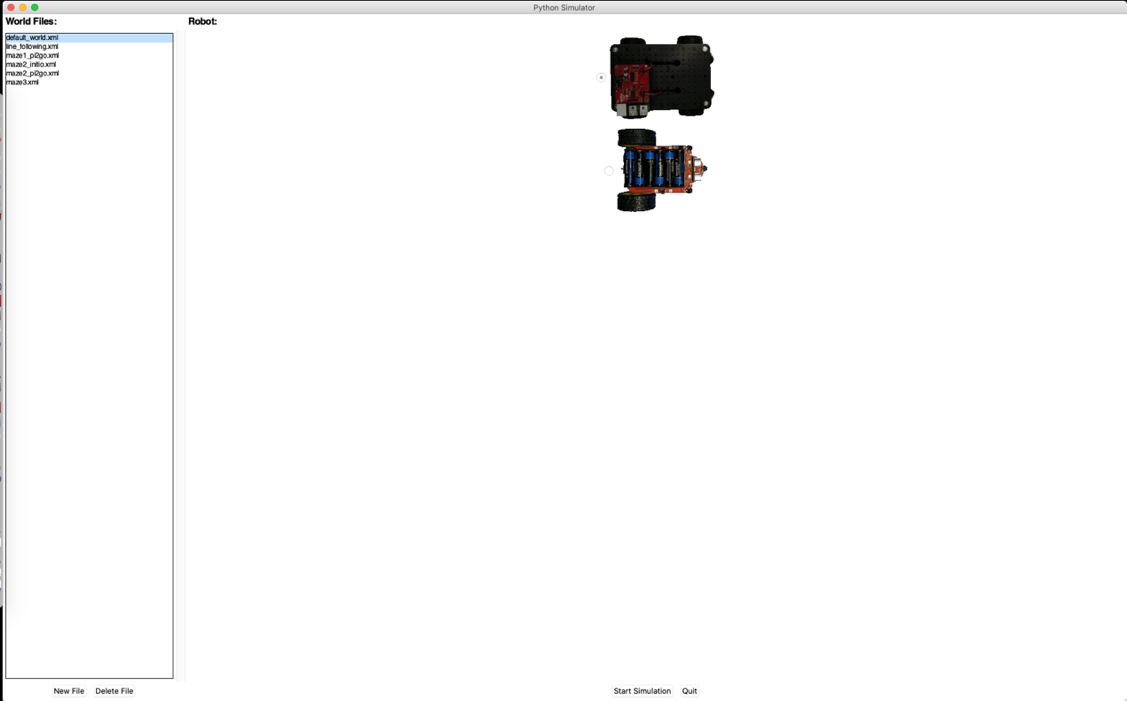 Python Simulator
World Files:
Robot:
default_world.xml
line_following.xml
maze1_pi2go.xml
maze2_initio.xml
maze2_pi2go.xml
maze3.xml
New File
Delete File
Start Simulation
Quit